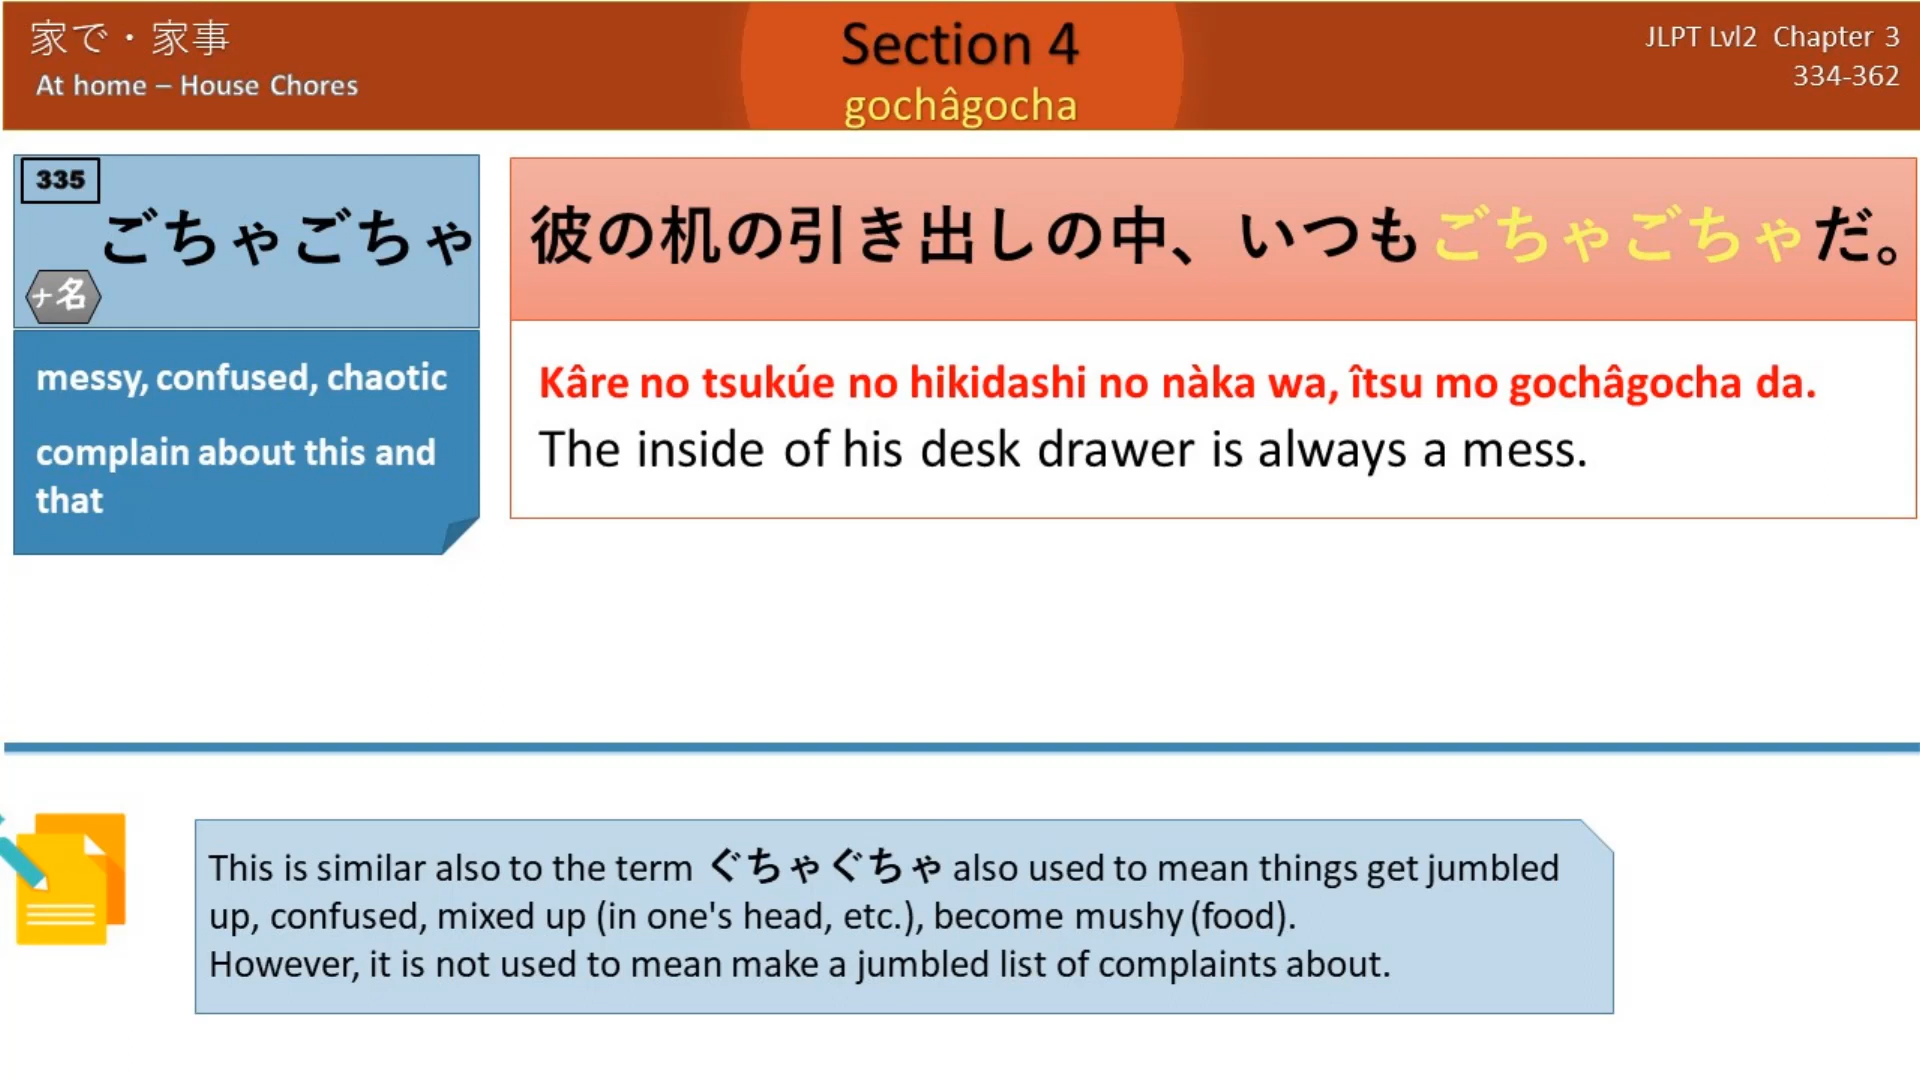 家で・家事
At home – House Chores
Section 4
gochâgocha
JLPT Lvl2 Chapter 3
334-362
335
ごちゃごちゃ
ナ名
messy, confused, chaotic
complain about this and
that
彼の机の引き出しの中、いつもごちゃごちゃだ。
Kâre no tsukúe no hikidashi no nàka wa, îtsu mo gochâgocha da.
The inside of his desk drawer is always a mess.
This is similar also to the term ぐちゃぐちゃ also used to mean things get jumbled
up, confused, mixed up (in one's head, etc.), become mushy (food).
However, it is not used to mean make a jumbled list of complaints about.